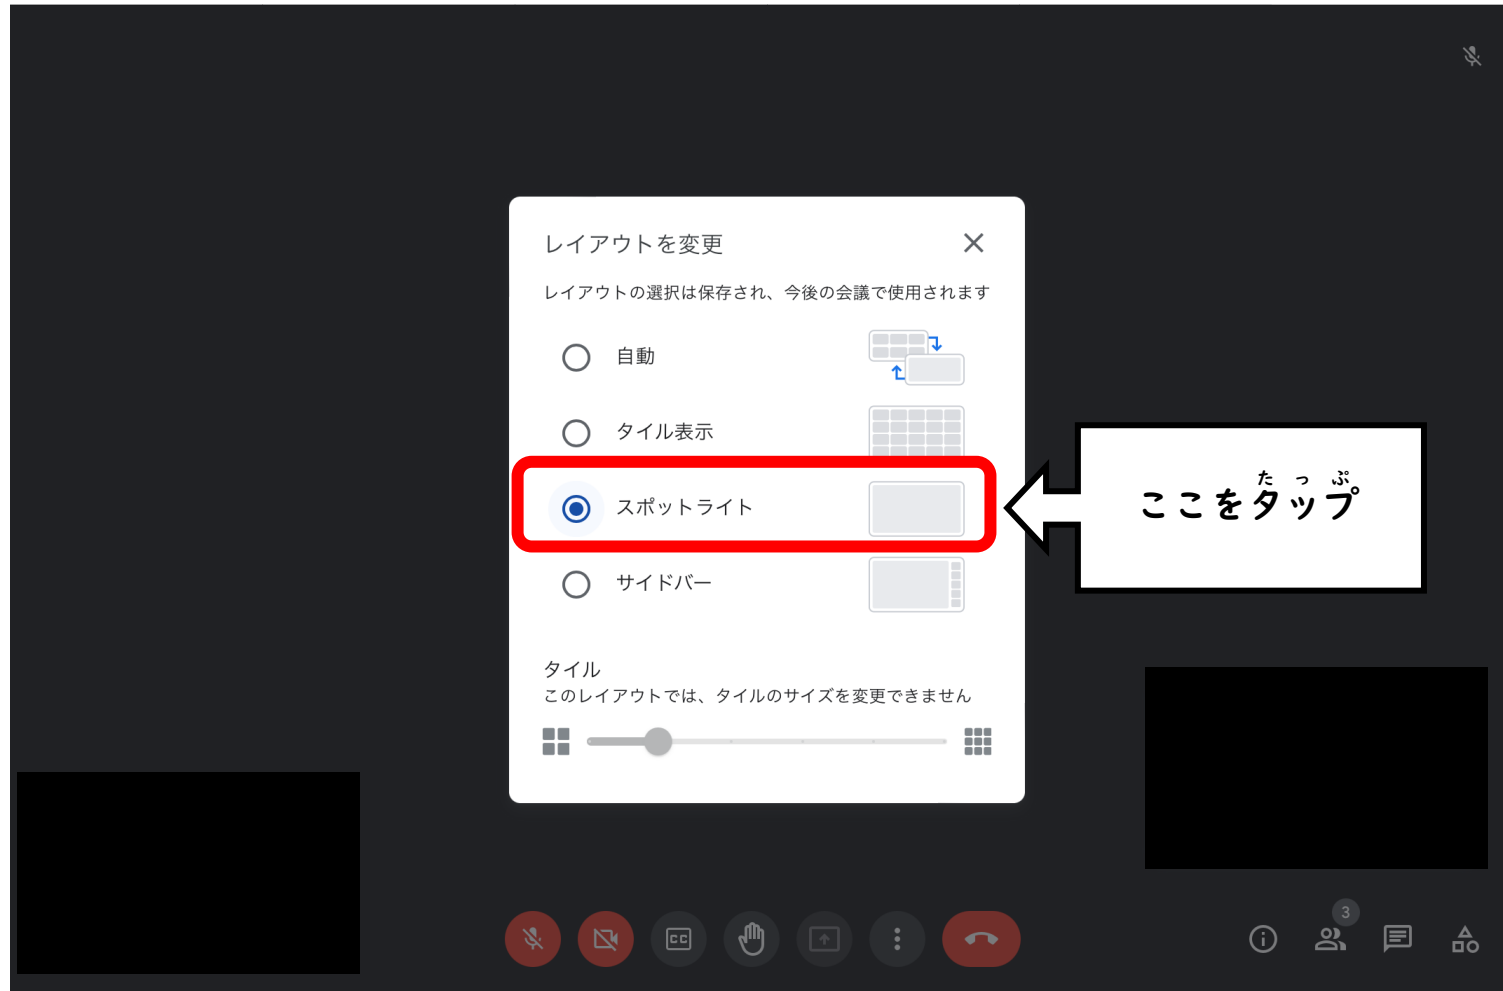 レイアウトを変更
レイアウトの選択は保存され、今後の会議で使用されます
自動
タイル表示
スポットライト
サイドバー
タイル
このレイアウトでは、タイルのサイズを変更できません
たっぷ
ここをタップ
CC
3